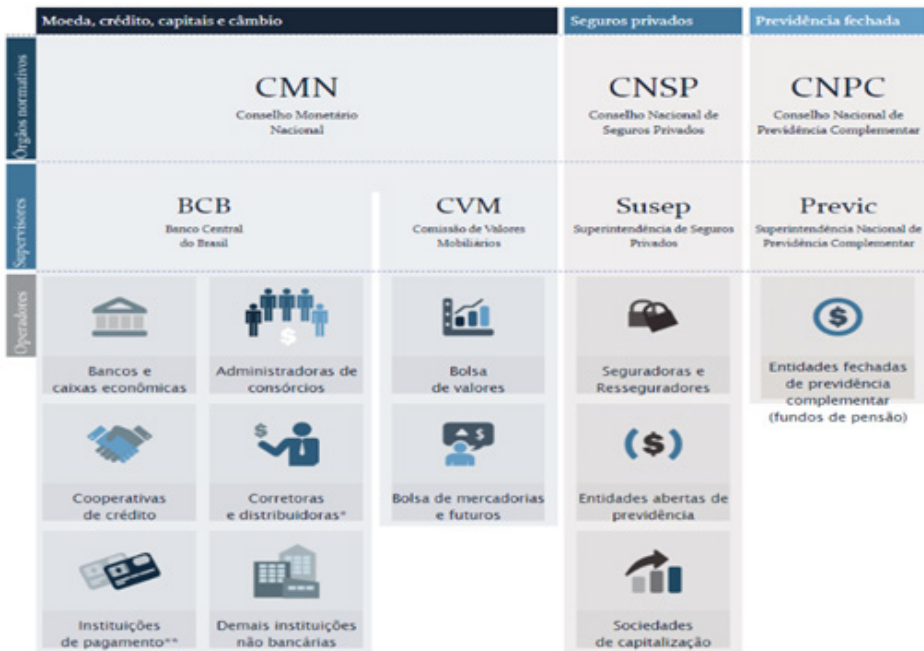 Moeda, crédito, capitais e câmbio
Seguros privados
Previdência fechada
Órgãos normativos
CMN
Conselho Monetário
Nacional
CNSP
Conselho Nacional de
Seguros Privados
CNPC
Conselho Nacional de
Previdência Complementar
Supervisores
BCB
Banco Central
do Brasil
CVM
Comissão de Valores
Mobiliários
Susep
Superintendência de Seguros
Privados
Previc
Superintendência Nacional de
Previdência Complementar
Operadores
Bancos e
caixas econômicas
Administradoras de
consórcios
Bolsa
de valores
Seguradoras e
Resseguradores
Entidades fechadas
de previdência
complementar
(fundos de pensão)
Cooperativas
de crédito
Corretoras
e distribuidoras*
Bolsa de mercadorias
e futuros
Entidades abertas de
previdência
Instituições
de pagamento**
Demais instituições
não bancárias
Sociedades
de capitalização